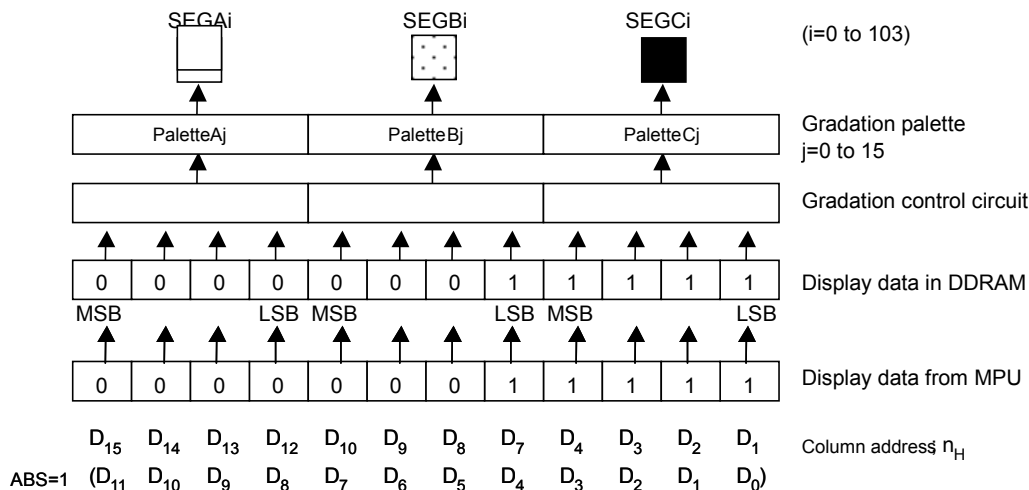 SEGAi SEGBi SEGCi (i=0 to 103)
PaletteAj PaletteBj PaletteCj Gradation palette
j=0 to 15
Gradation control circuit
0 0 0 0 0 0 0 1 1 1 1 1 Display data in DDRAM
MSB LSB MSB LSB MSB LSB
0 0 0 0 0 0 0 1 1 1 1 1 Display data from MPU
D15 D14 D13 D12 D10 D9 D8 D7 D4 D3 D2 D1 Column address; nH
ABS=1 (D11 D10 D9 D8 D7 D6 D5 D4 D3 D2 D1 D0)